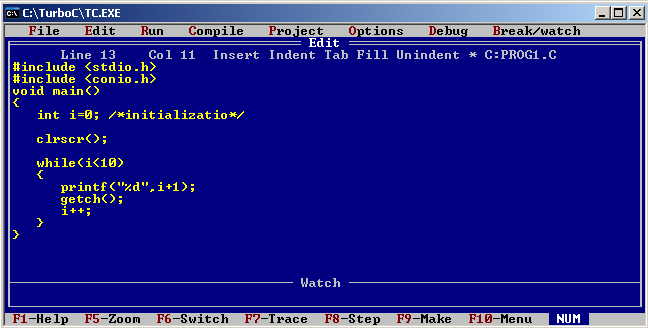 C:\TurboC\TC.EXE
File Edit Run Compile Project Options Debug Break/watch
Edit
Line 13 Col 11 Insert Indent Tab Fill Unindent * C:PROG1.C
#include <stdio.h>
#include <conio.h>
void main()
{
int i=0; /*initializatio*/
clrscr();
while(i<10)
{
printf("%d",i+1);
getch();
i++;
}
}
Watch
F1-Help F5-Zoom F6-Switch F7-Trace F8-Step F9-Make F10-Menu NUM